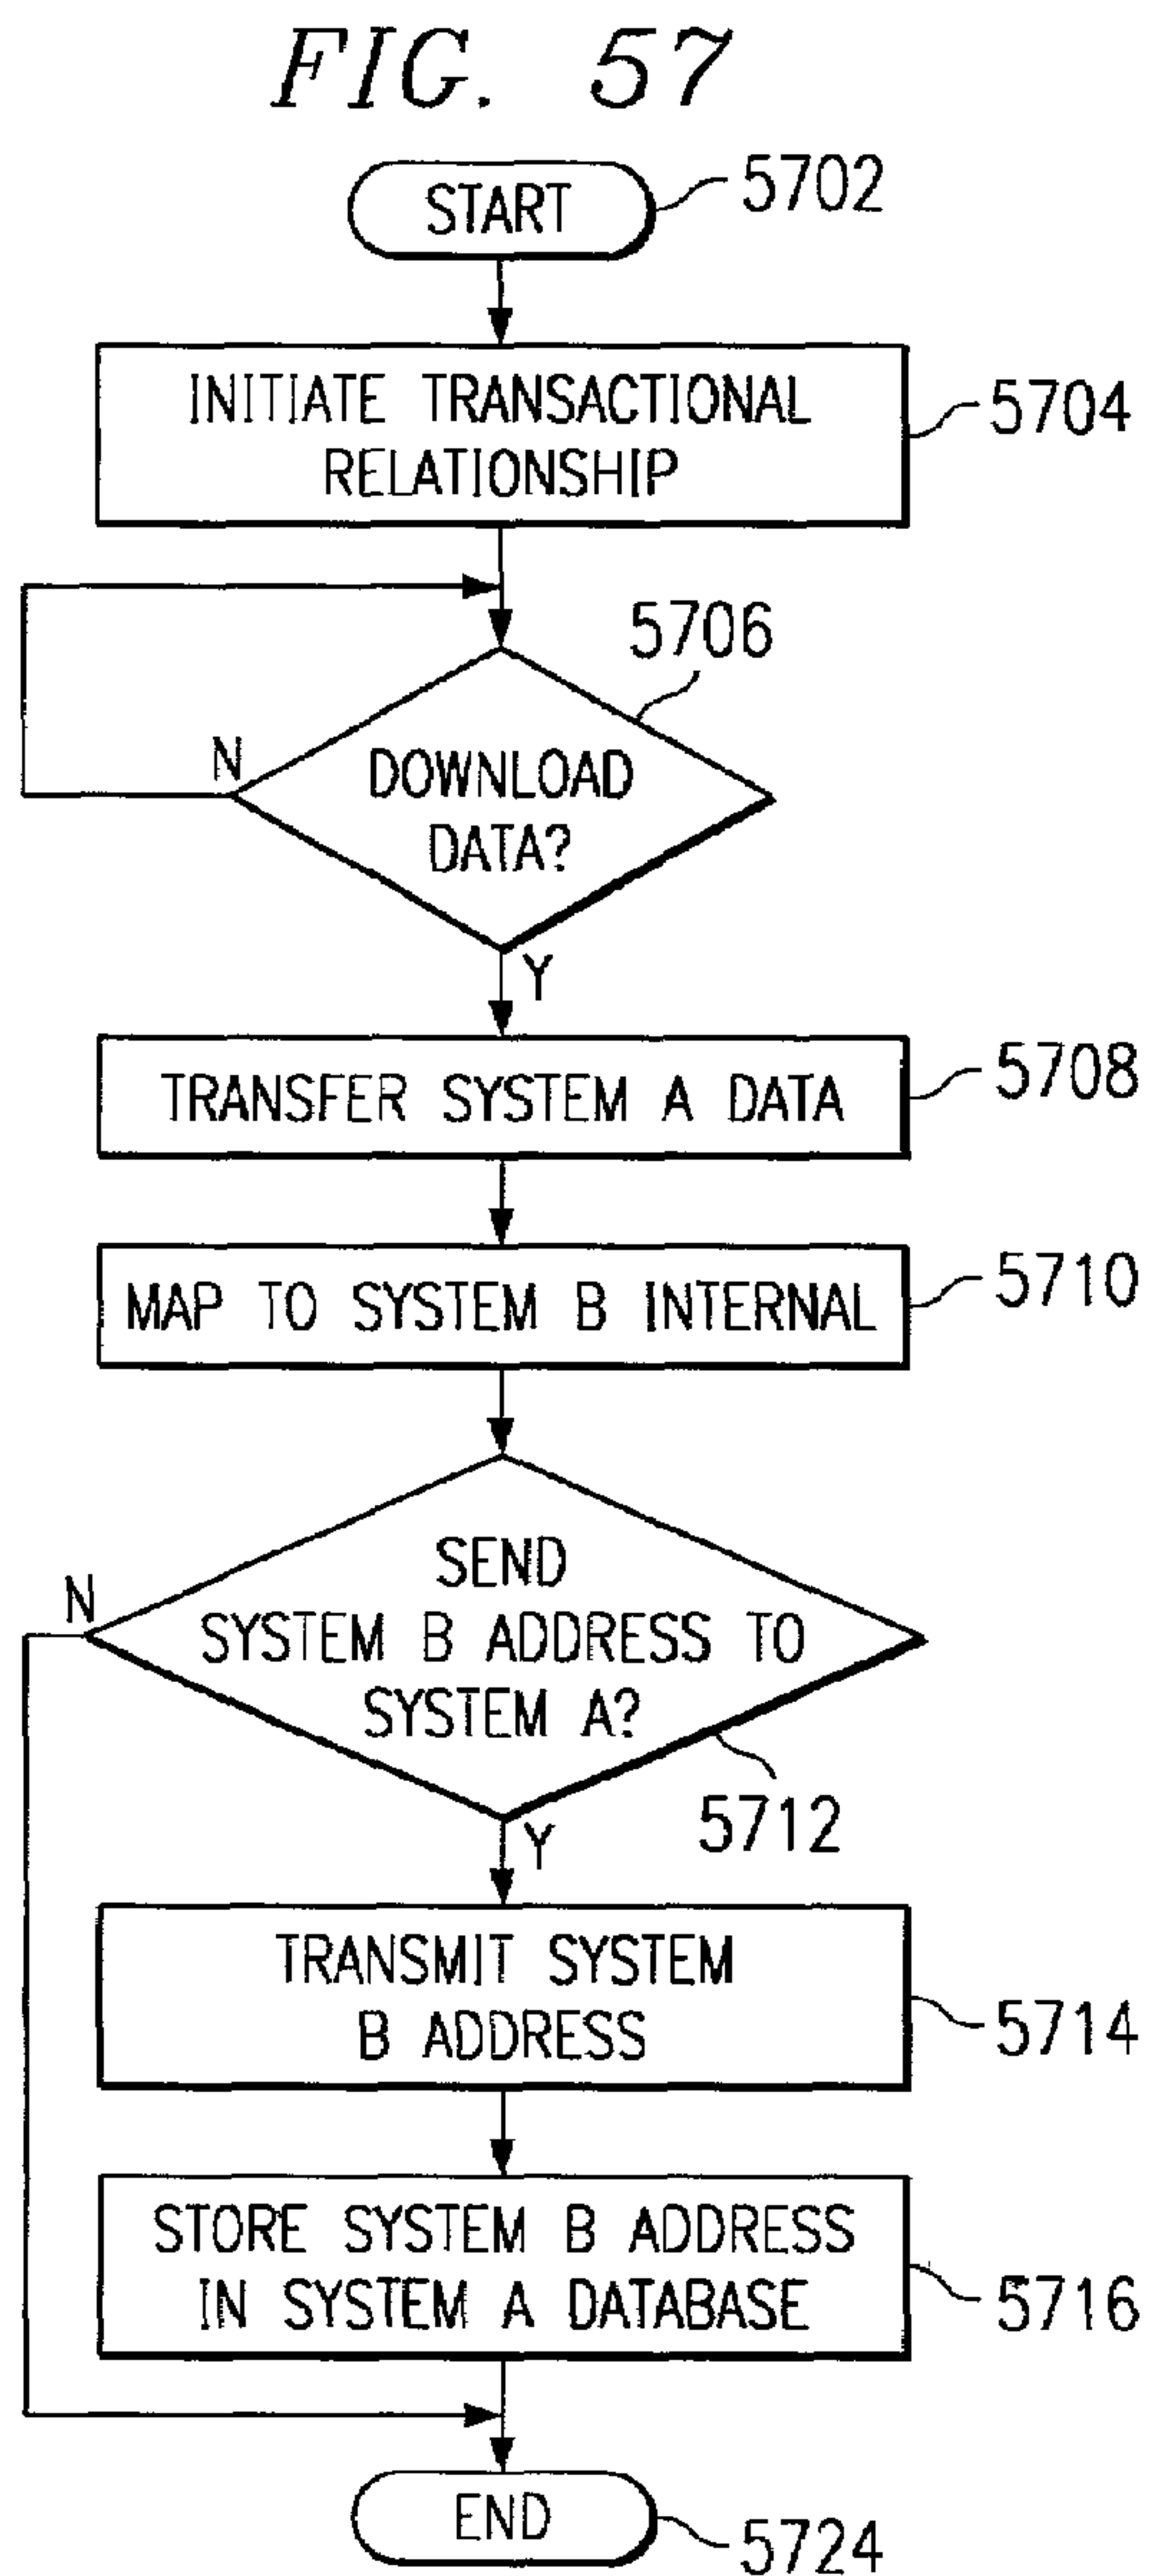 FIG. 57
START
5702
INITIATE TRANSACTIONAL
RELATIONSHIP
5704
5706
N
DOWNLOAD
DATA?
Y
TRANSFER SYSTEM A DATA
5708
MAP TO SYSTEM B INTERNAL
5710
SEND
N
SYSTEM B ADDRESS TO
SYSTEM A?
5712
Y
TRANSMIT SYSTEM
B ADDRESS
5714
STORE SYSTEM B ADDRESS
IN SYSTEM A DATABASE
5716
END
5724